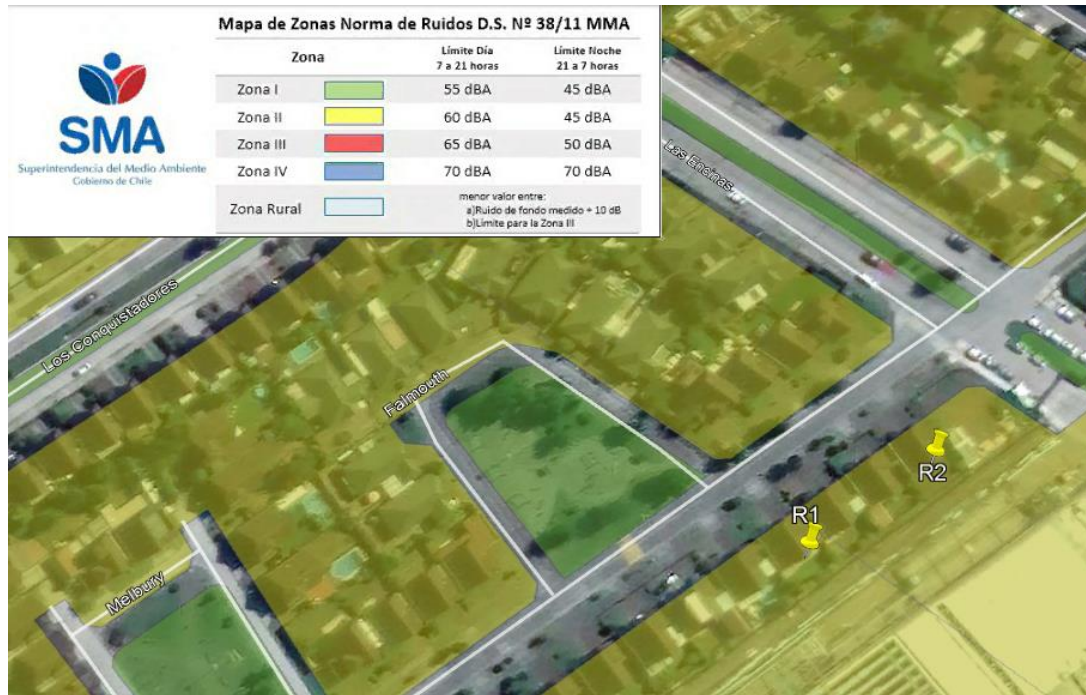 Mapa de Zonas Norma de Ruidos D.S. Nº 38/11 MMA
Zona Límite Día 7 a 21 horas Límite Noche 21 a 7 horas
Zona I 55 dBA 45 dBA
Zona II 60 dBA 45 dBA
Zona III 65 dBA 50 dBA
Zona IV 70 dBA 70 dBA
Zona Rural
menor valor entre:
a)Ruido de fondo medido + 10 dB
b)Límite para la Zona III
SMA
Superintendencia del Medio Ambiente
Gobierno de Chile
Las Encinas
Los Conquistadores
Falmouth
R2
R1
Melbury